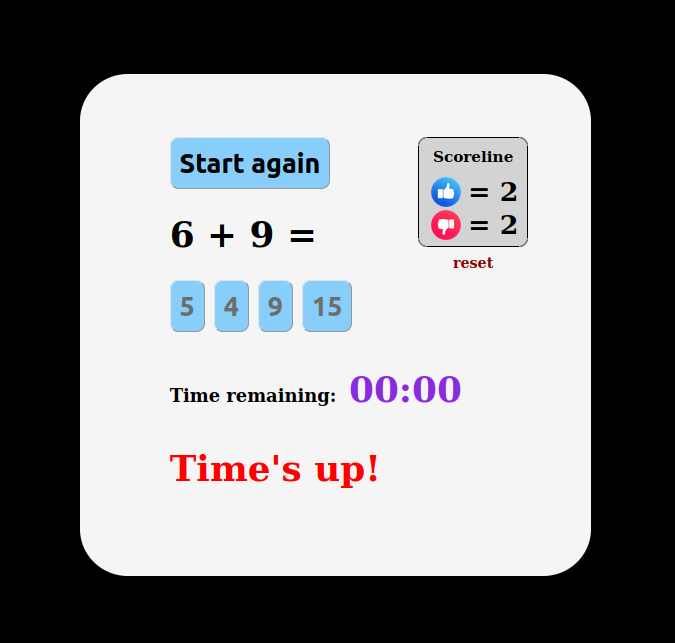 Start again
Scoreline
= 2
= 2
reset
6 + 9 =
5 4 9 15
Time remaining: 00:00
Time's up!